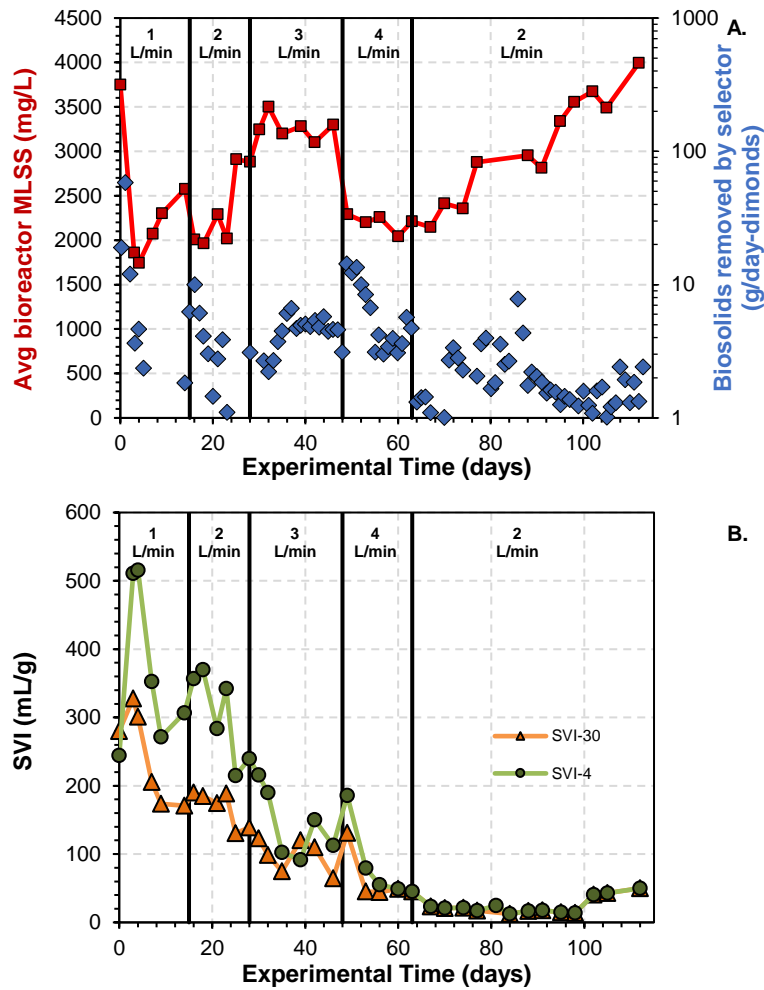 A.
1
L/min
2
L/min
3
L/min
4
L/min
2
L/min
4500
4000
3500
3000
2500
2000
1500
1000
500
0
Avg bioreactor MLSS (mg/L)
1000
100
10
1
Biosolids removed by selector
(g/day-dimonds)
0
20
40
60
80
100
Experimental Time (days)
B.
1
L/min
2
L/min
3
L/min
4
L/min
2
L/min
600
500
400
300
200
100
0
SVI (mL/g)
SVI-30
SVI-4
0
20
40
60
80
100
Experimental Time (days)